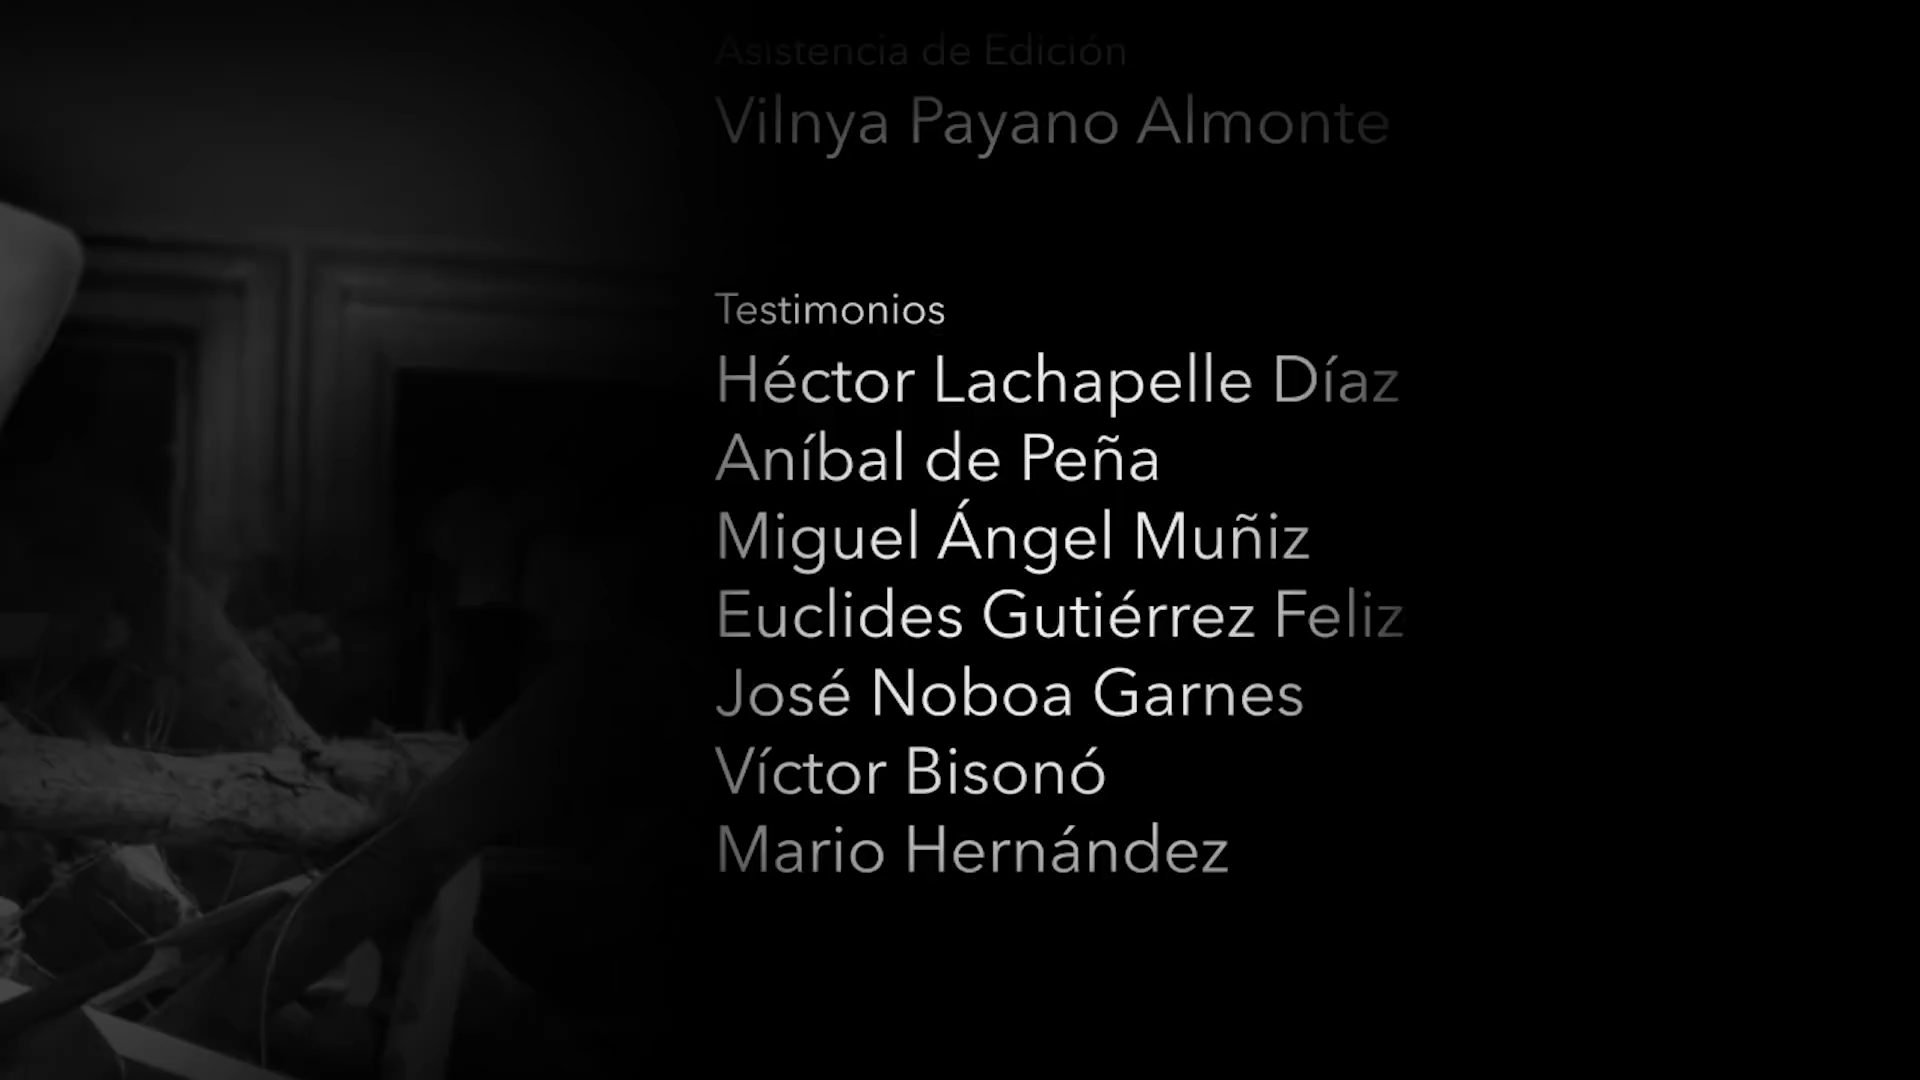 Asistencia de Edición
Vilnya Payano Almonte
Testimonios
Héctor Lachapelle Díaz
Aníbal de Peña
Miguel Ángel Muñiz
Euclides Gutiérrez Feliz
José Noboa Garnes
Víctor Bisonó
Mario Hernández